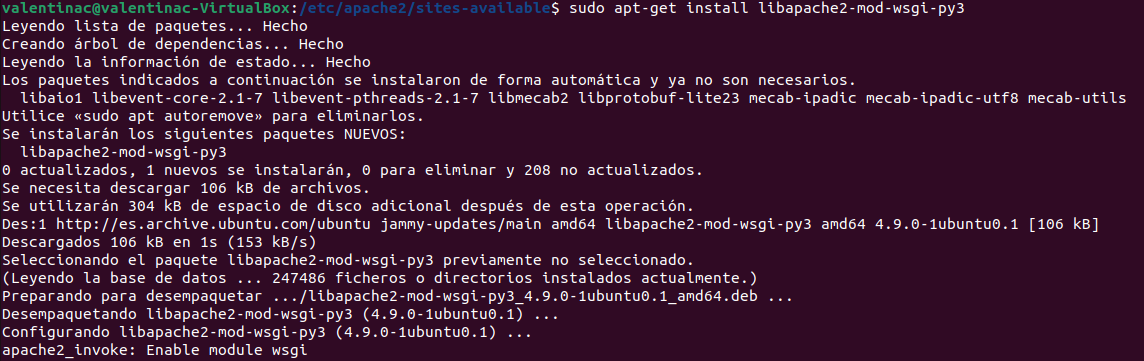 valentinac@valentinac-VirtualBox:/etc/apache2/sites-available$ sudo apt-get install libapache2-mod-wsgi-py3
Leyendo lista de paquetes... Hecho
Creando árbol de dependencias... Hecho
Leyendo la información de estado... Hecho
Los paquetes indicados a continuación se instalaron de forma automática y ya no son necesarios.
  libaio1 libevent-core-2.1-7 libevent-pthreads-2.1-7 libmecab2 libprotobuf-lite23 mecab-ipadic mecab-ipadic-utf8 mecab-utils
Utilice «sudo apt autoremove» para eliminarlos.
Se instalarán los siguientes paquetes NUEVOS:
  libapache2-mod-wsgi-py3
0 actualizados, 1 nuevos se instalarán, 0 para eliminar y 208 no actualizados.
Se necesita descargar 106 kB de archivos.
Se utilizarán 304 kB de espacio de disco adicional después de esta operación.
Des:1 http://es.archive.ubuntu.com/ubuntu jammy-updates/main amd64 libapache2-mod-wsgi-py3 amd64 4.9.0-1ubuntu0.1 [106 kB]
Descargados 106 kB en 1s (153 kB/s)
Seleccionando el paquete libapache2-mod-wsgi-py3 previamente no seleccionado.
(Leyendo la base de datos ... 247486 ficheros o directorios instalados actualmente.)
Preparando para desempaquetar .../libapache2-mod-wsgi-py3_4.9.0-1ubuntu0.1_amd64.deb ...
Desempaquetando libapache2-mod-wsgi-py3 (4.9.0-1ubuntu0.1) ...
Configurando libapache2-mod-wsgi-py3 (4.9.0-1ubuntu0.1) ...
apache2_invoke: Enable module wsgi